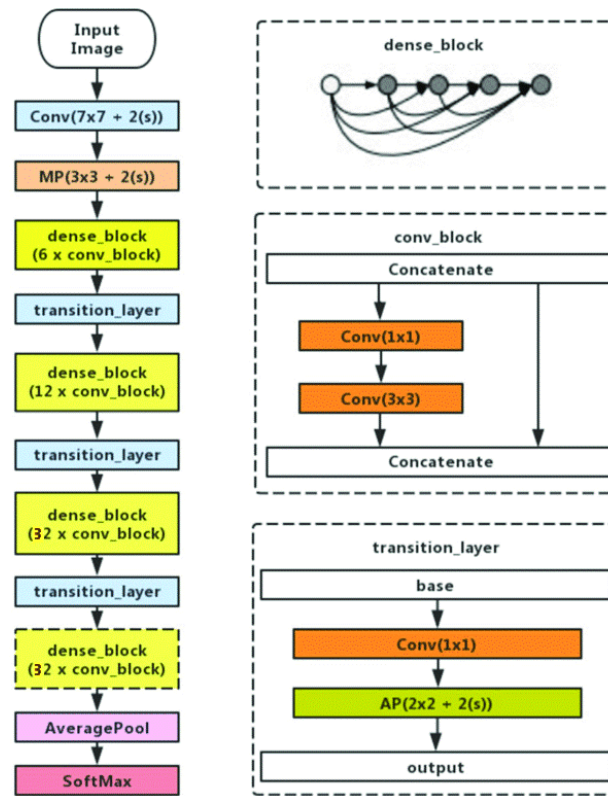 Input
Image
Conv(7x7 + 2(s))
MP(3x3 + 2(s))
dense_block
(6 x conv_block)
transition_layer
dense_block
(12 x conv_block)
transition_layer
dense_block
(32 x conv_block)
transition_layer
dense_block
(32 x conv_block)
AveragePool
SoftMax
dense_block
conv_block
Concatenate
Conv(1x1)
Conv(3x3)
Concatenate
transition_layer
base
Conv(1x1)
AP(2x2 + 2(s))
output